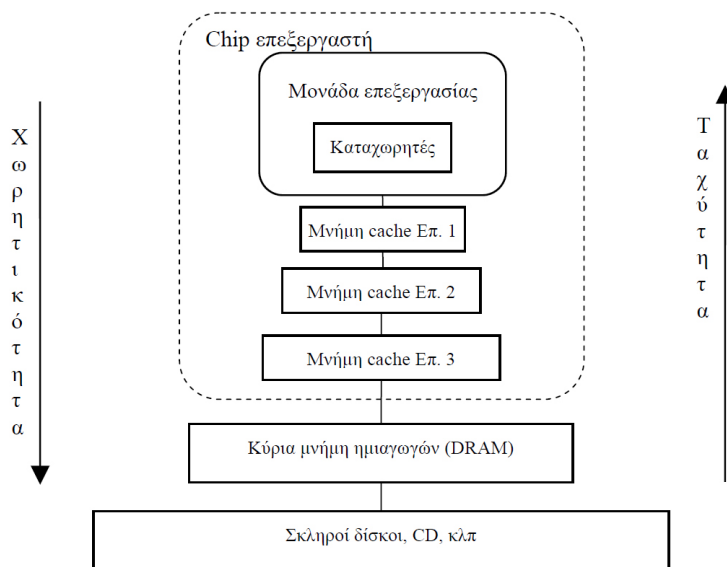 Chip επεξεργαστή
Μονάδα επεξεργασίας
Καταχωρητές
Μνήμη cache Επ. 1
Μνήμη cache Επ. 2
Μνήμη cache Επ. 3
Κύρια μνήμη ημιαγωγών (DRAM)
Σκληροί δίσκοι, CD, κλπ
Χωρητικότητα
Ταχύτητα